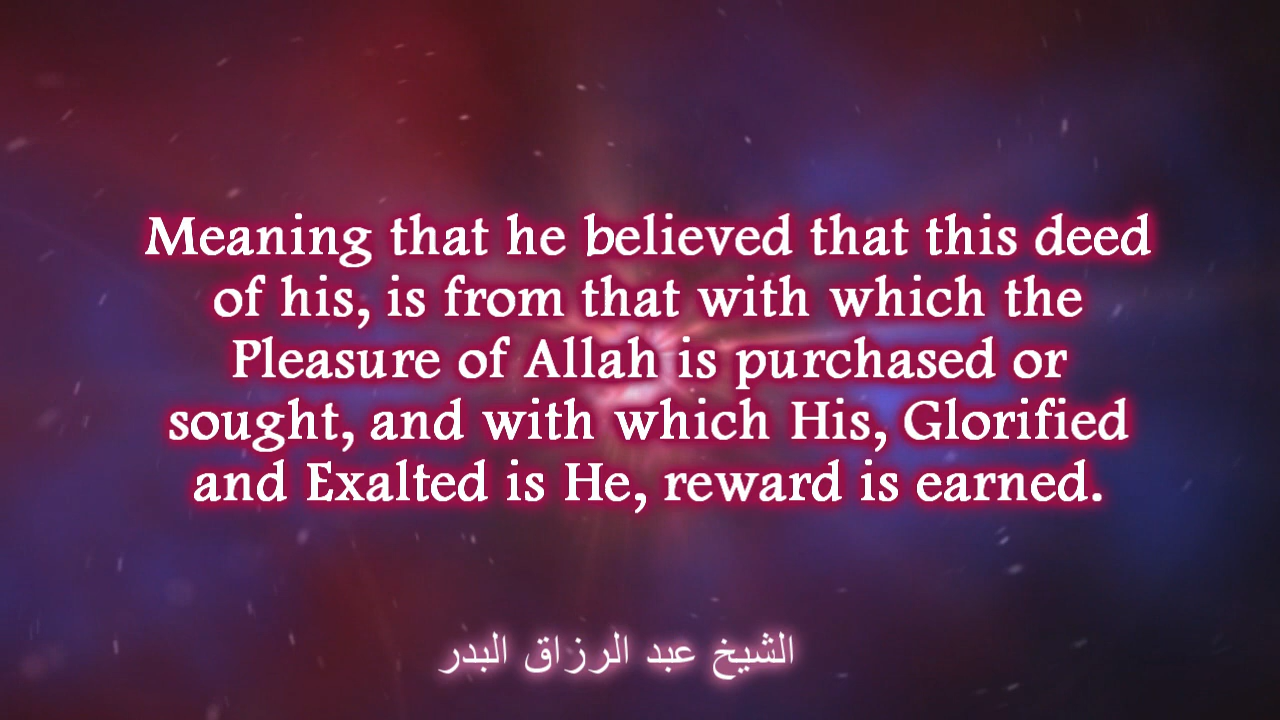 Meaning that he believed that this deed
of his, is from that with which the
Pleasure of Allah is purchased or
sought, and with which His, Glorified
and Exalted is He, reward is earned.
الشيخ عبد الرزاق البدر